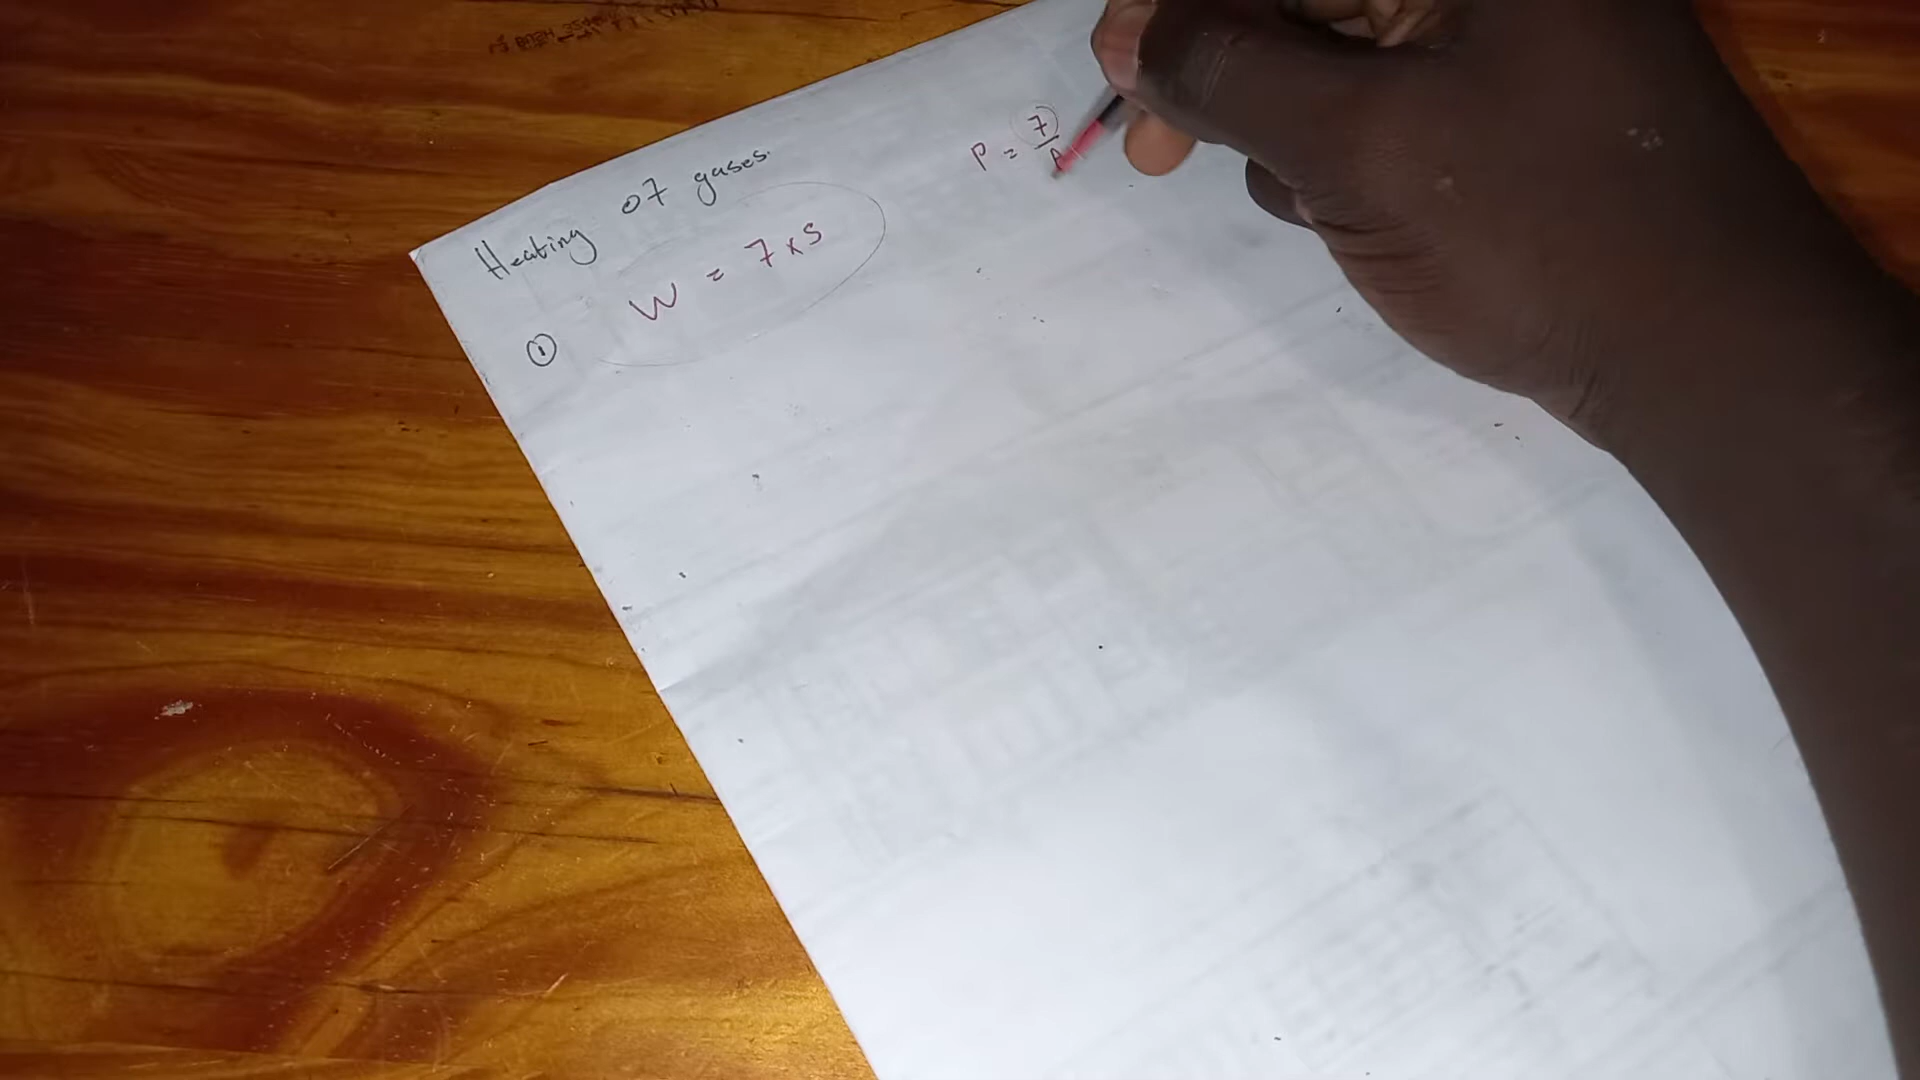 Heating of gases.
① W = F x S
P = F/A